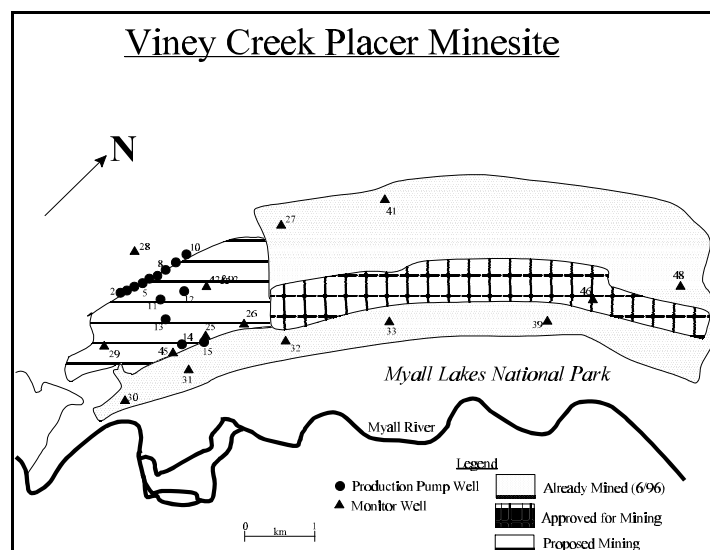 Viney Creek Placer Minesite
N
41
27
28
10
8
48
2
5
12
11
46
26
13
33
39
25
14
32
29
45
15
31
30
Myall Lakes National Park
Myall River
Legend
Production Pump Well
Monitor Well
Already Mined (6/96)
Approved for Mining
Proposed Mining
0
1
km